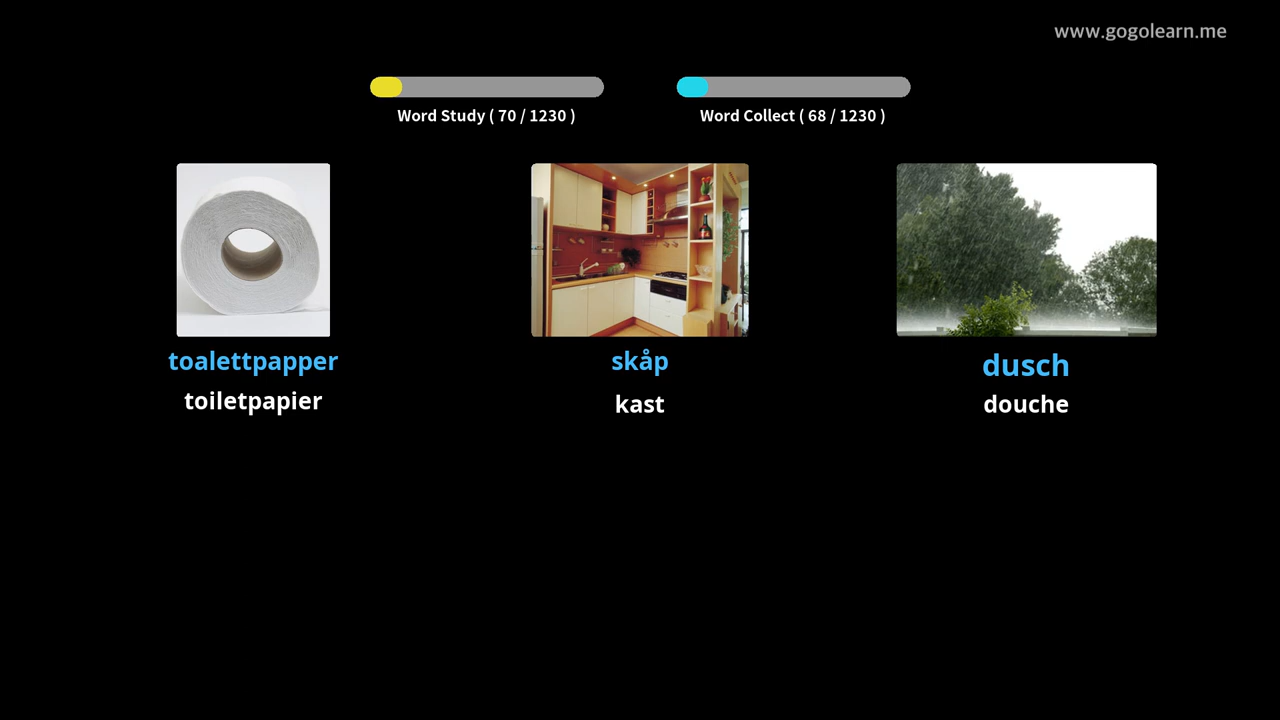 www.gogolearn.me
Word Study ( 70 / 1230 )
Word Collect ( 68 / 1230 )
toalettpapper
toiletpapier
skåp
kast
dusch
douche